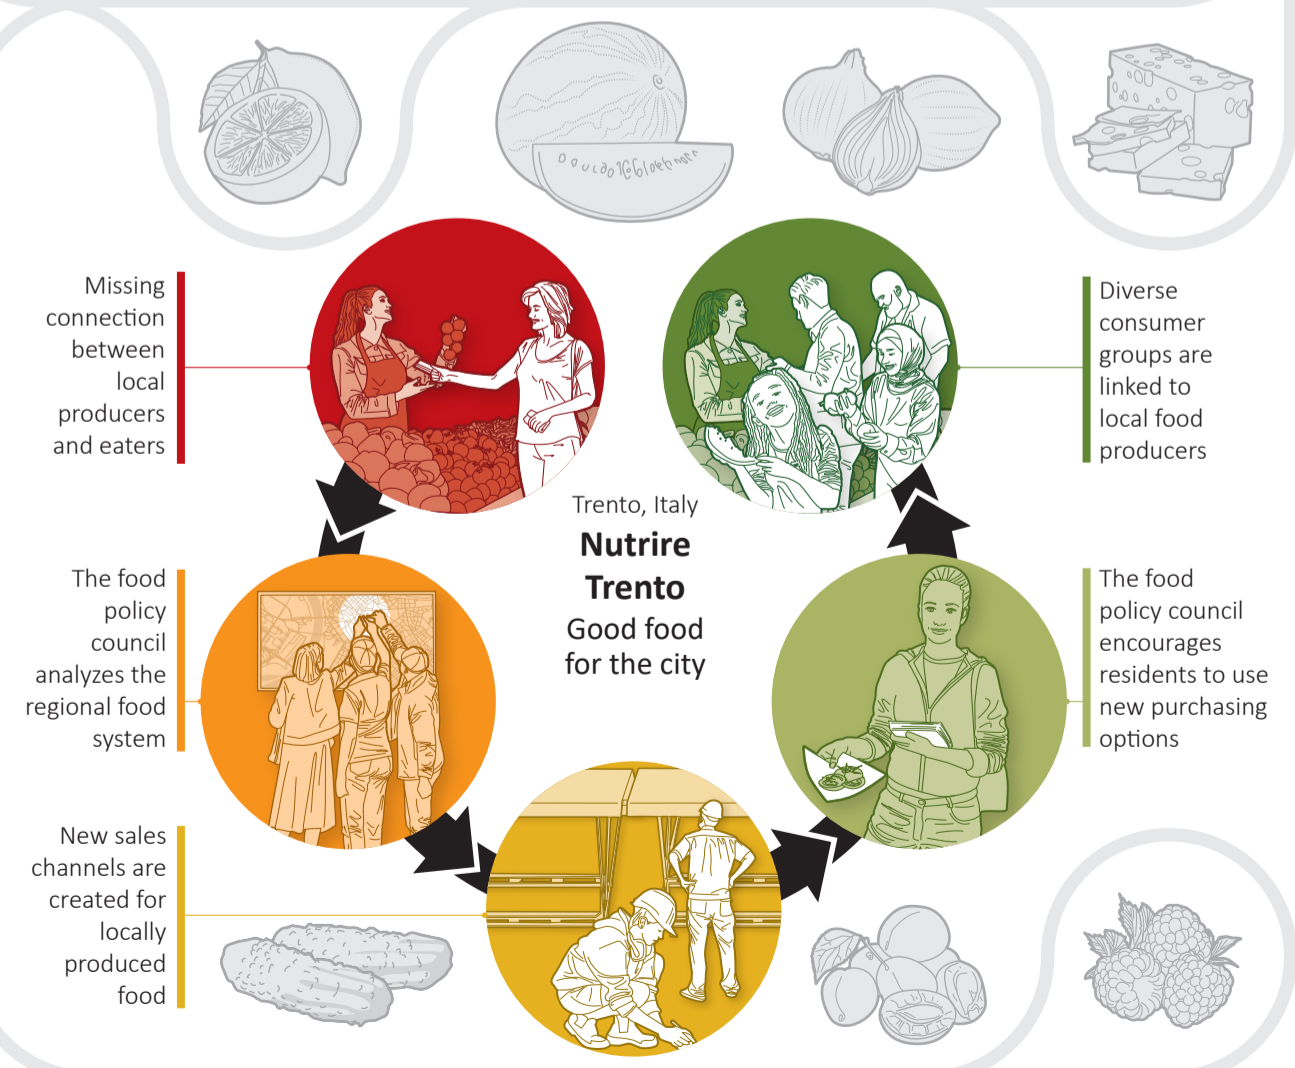 Missing
connection
between
local
producers
and eaters
The food
policy
council
analyzes the
regional food
system
New sales
channels are
created for
locally
produced
food
Trento, Italy
Nutrire
Trento
Good food
for the city
The food
policy council
encourages
residents to use
new purchasing
options
Diverse
consumer
groups are
linked to
local food
producers